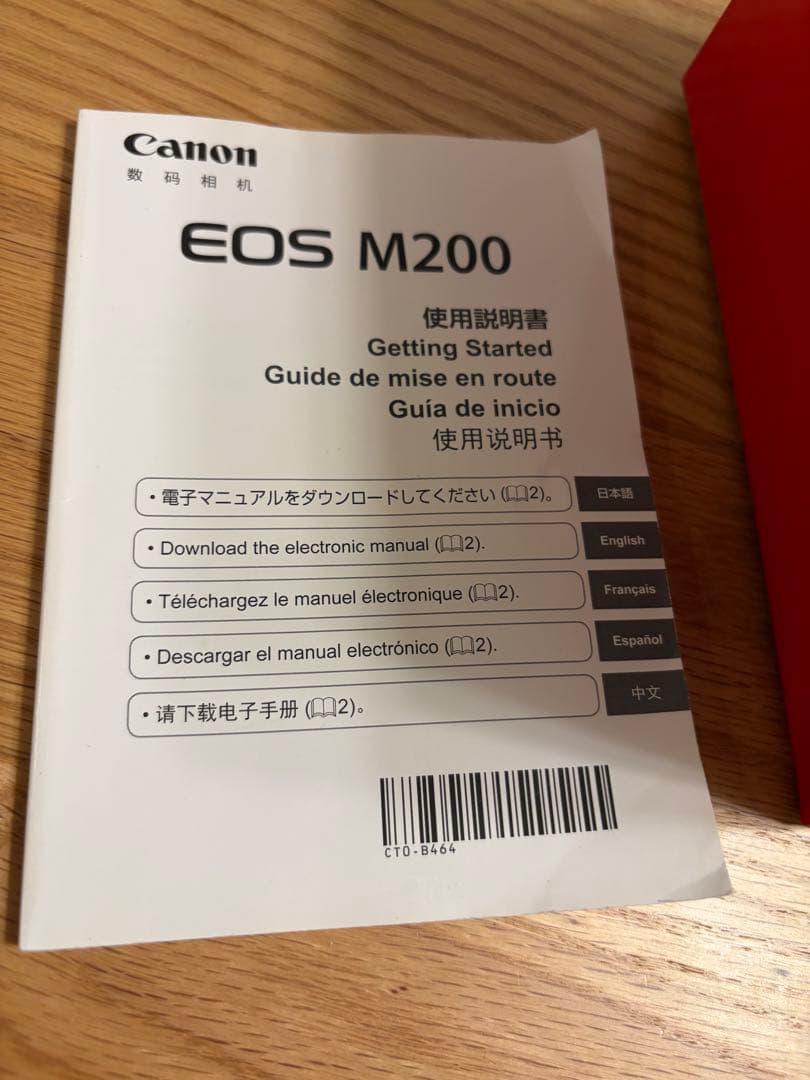 Canon
数码相机
EOS M200
使用説明書
Getting Started
Guide de mise en route
Guía de inicio
使用说明书
・電子マニュアルをダウンロードしてください (📖2)。 日本語
• Download the electronic manual (📖2). English
• Téléchargez le manuel électronique (📖2). Français
• Descargar el manual electrónico (📖2). Español
• 请下载电子手册 (📖2)。 中文
CT0-B464